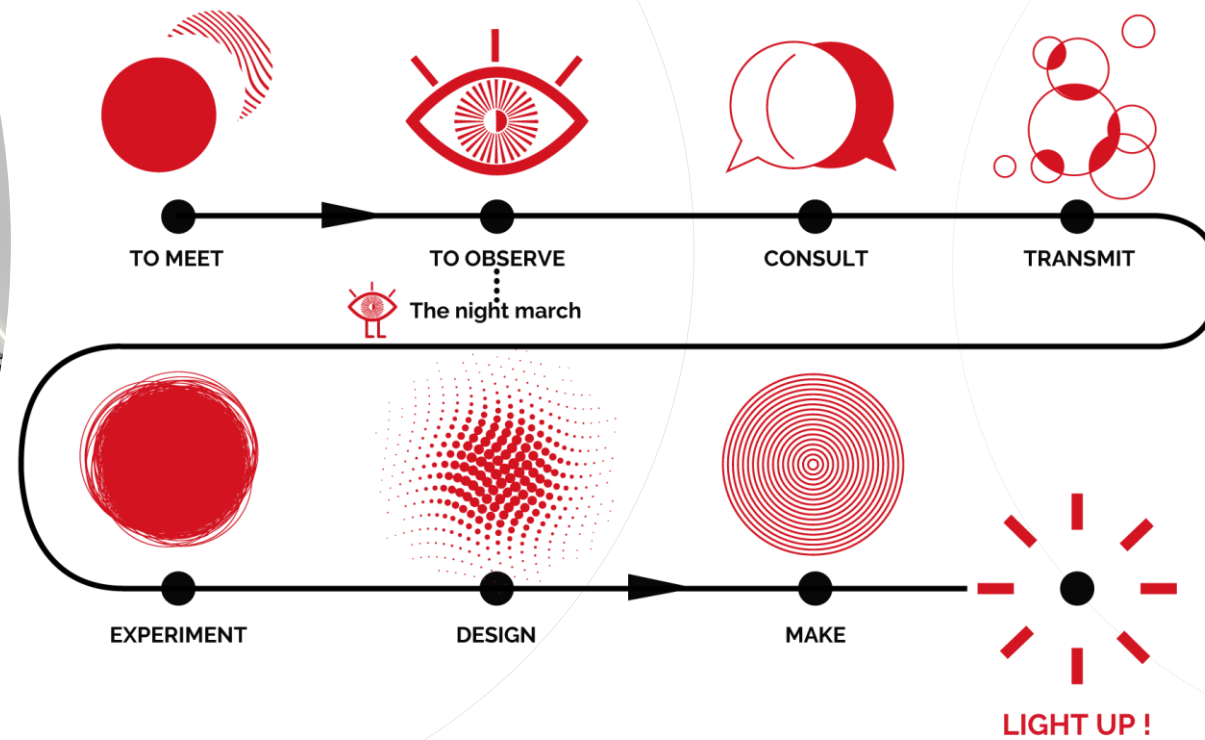 TO MEET
TO OBSERVE
CONSULT
TRANSMIT
The night march
EXPERIMENT
DESIGN
MAKE
LIGHT UP !